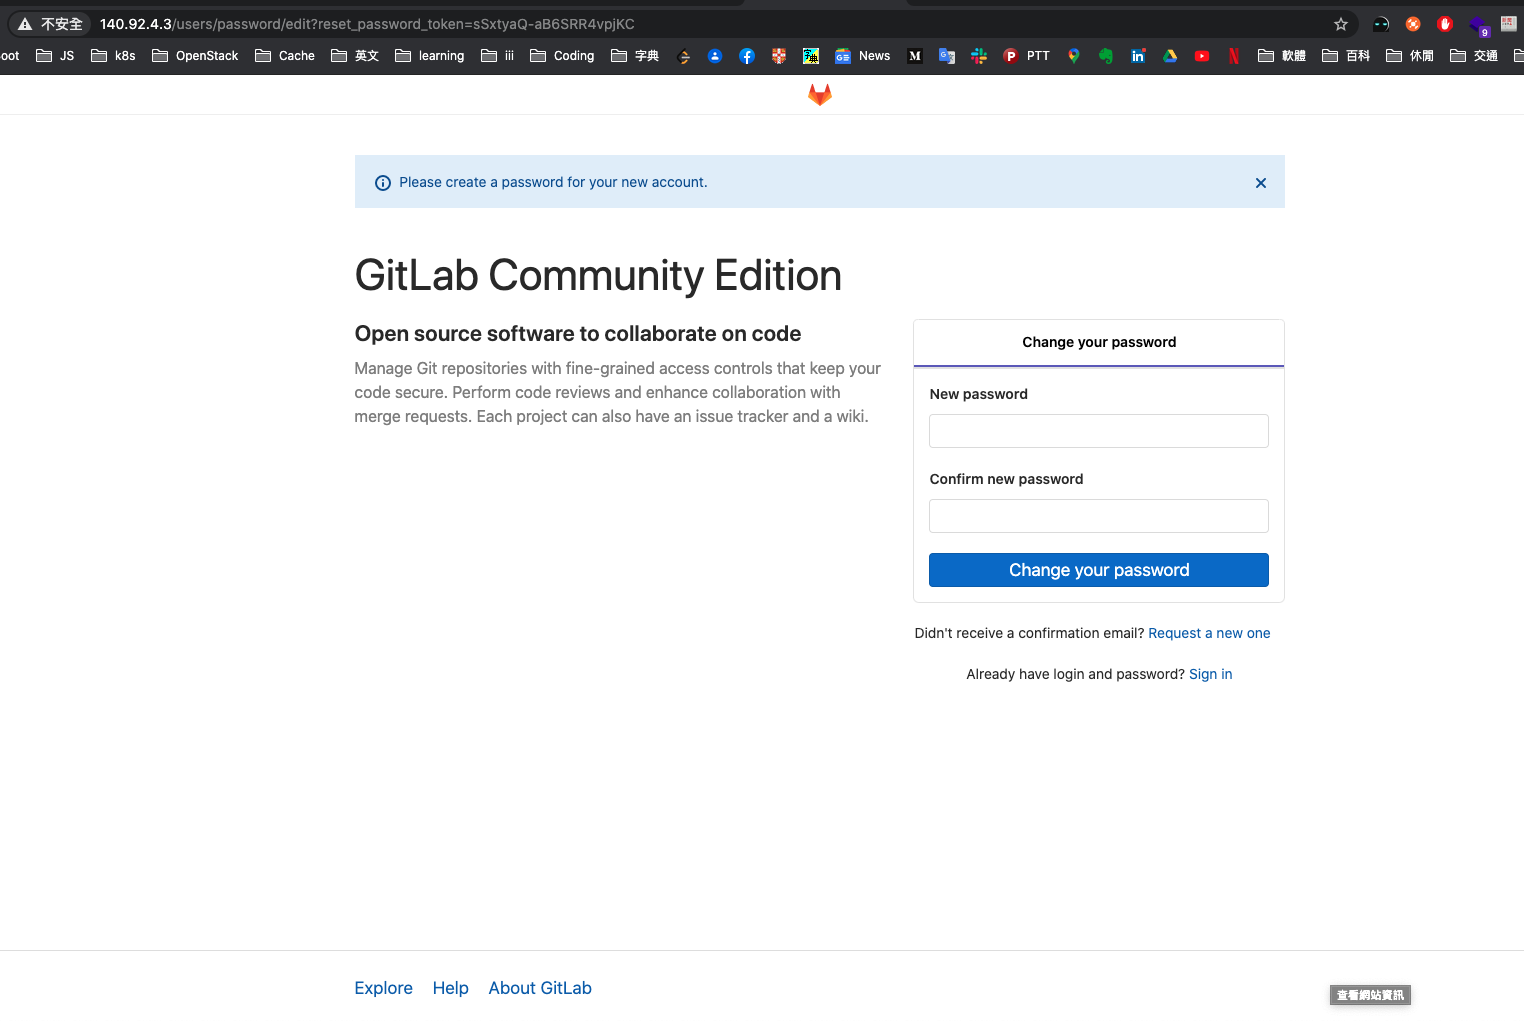 不安全 140.92.4.3/users/password/edit?reset_password_token=sSxtyaQ-aB6SRR4vpjKC
oot JS k8s OpenStack Cache 英文 learning iii Coding 字典 News M PTT in 軟體 百科 休閒 交通
9
Please create a password for your new account.
GitLab Community Edition
Open source software to collaborate on code
Manage Git repositories with fine-grained access controls that keep your
code secure. Perform code reviews and enhance collaboration with
merge requests. Each project can also have an issue tracker and a wiki.
Change your password
New password
Confirm new password
Change your password
Didn't receive a confirmation email? Request a new one
Already have login and password? Sign in
Explore Help About GitLab
查看網站資訊